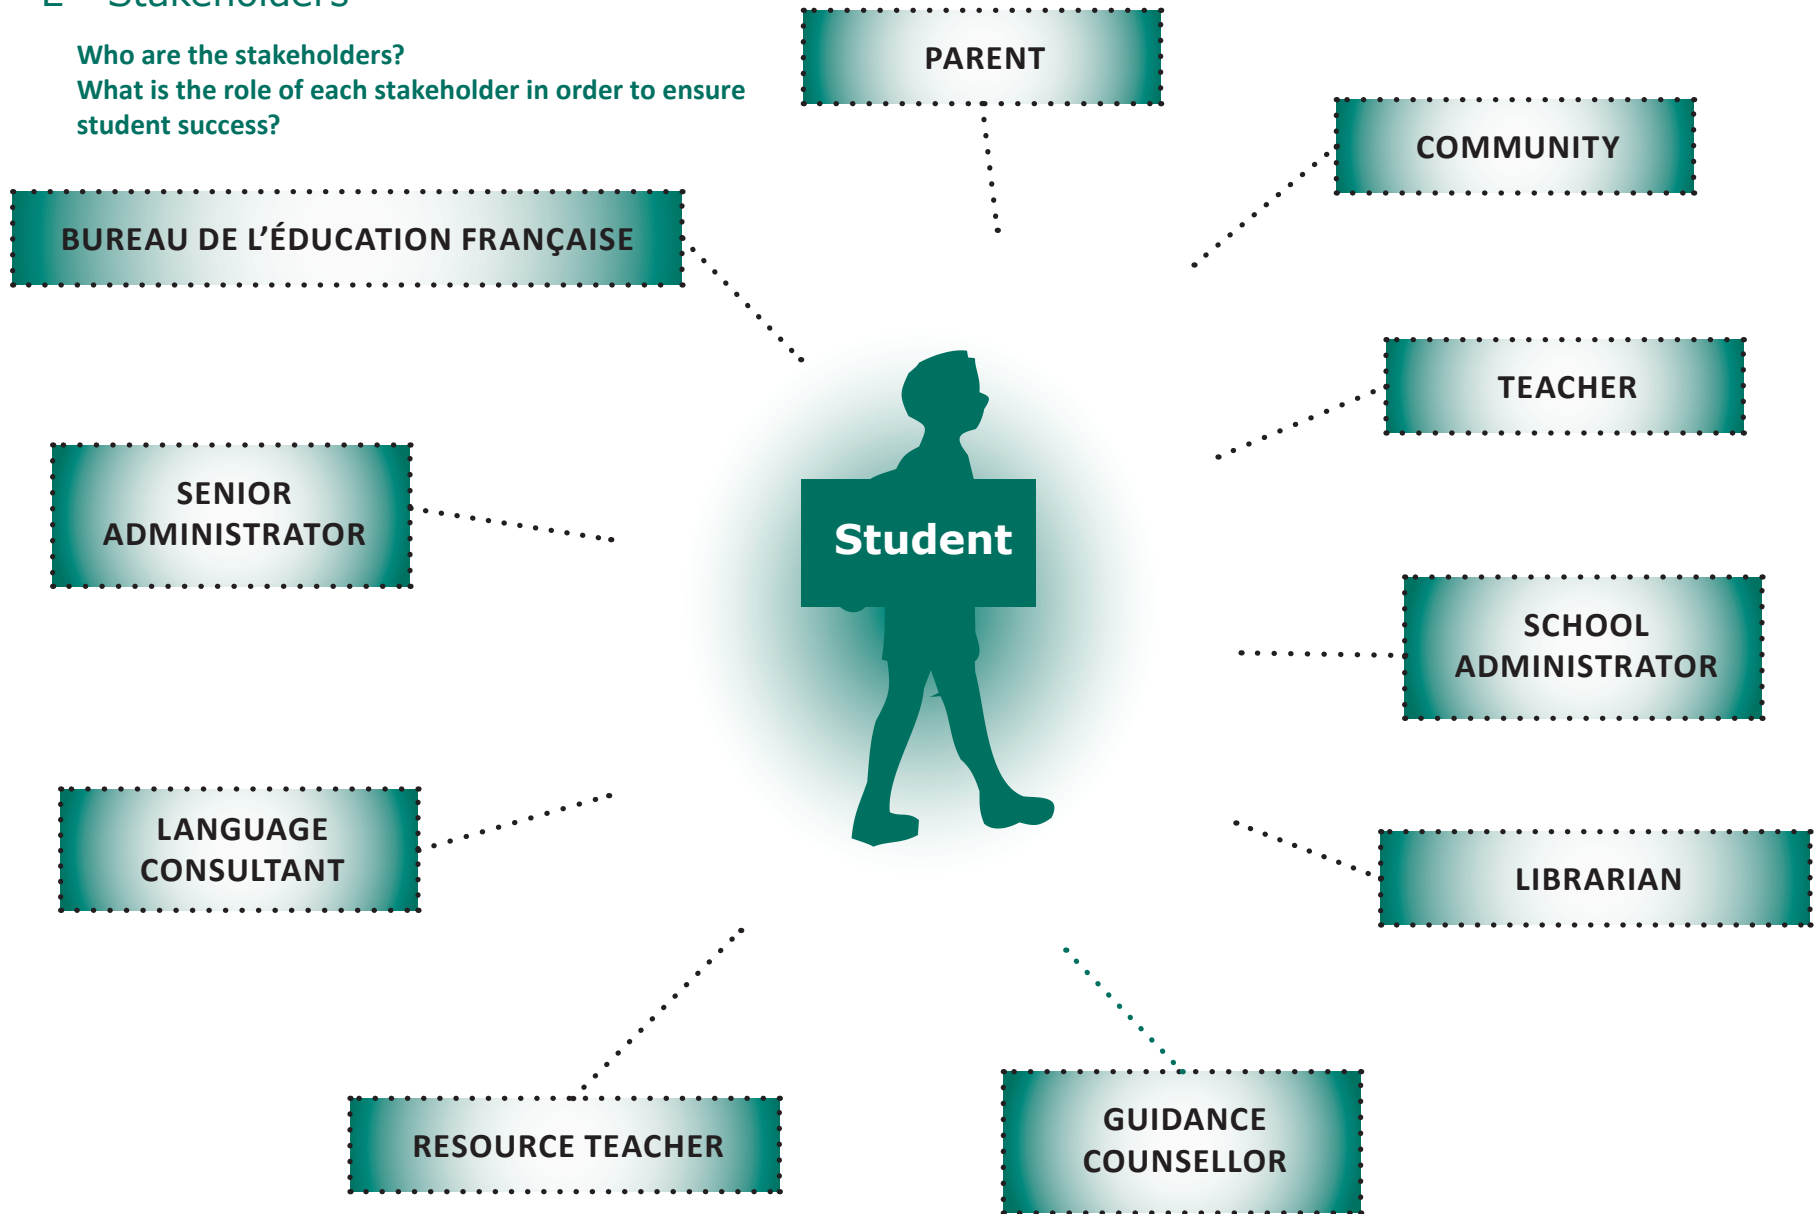 Stakeholders
Who are the stakeholders?
What is the role of each stakeholder in order to ensure
student success?
PARENT
COMMUNITY
BUREAU DE L’ÉDUCATION FRANÇAISE
TEACHER
SENIOR
ADMINISTRATOR
Student
SCHOOL
ADMINISTRATOR
LANGUAGE
CONSULTANT
LIBRARIAN
RESOURCE TEACHER
GUIDANCE
COUNSELLOR